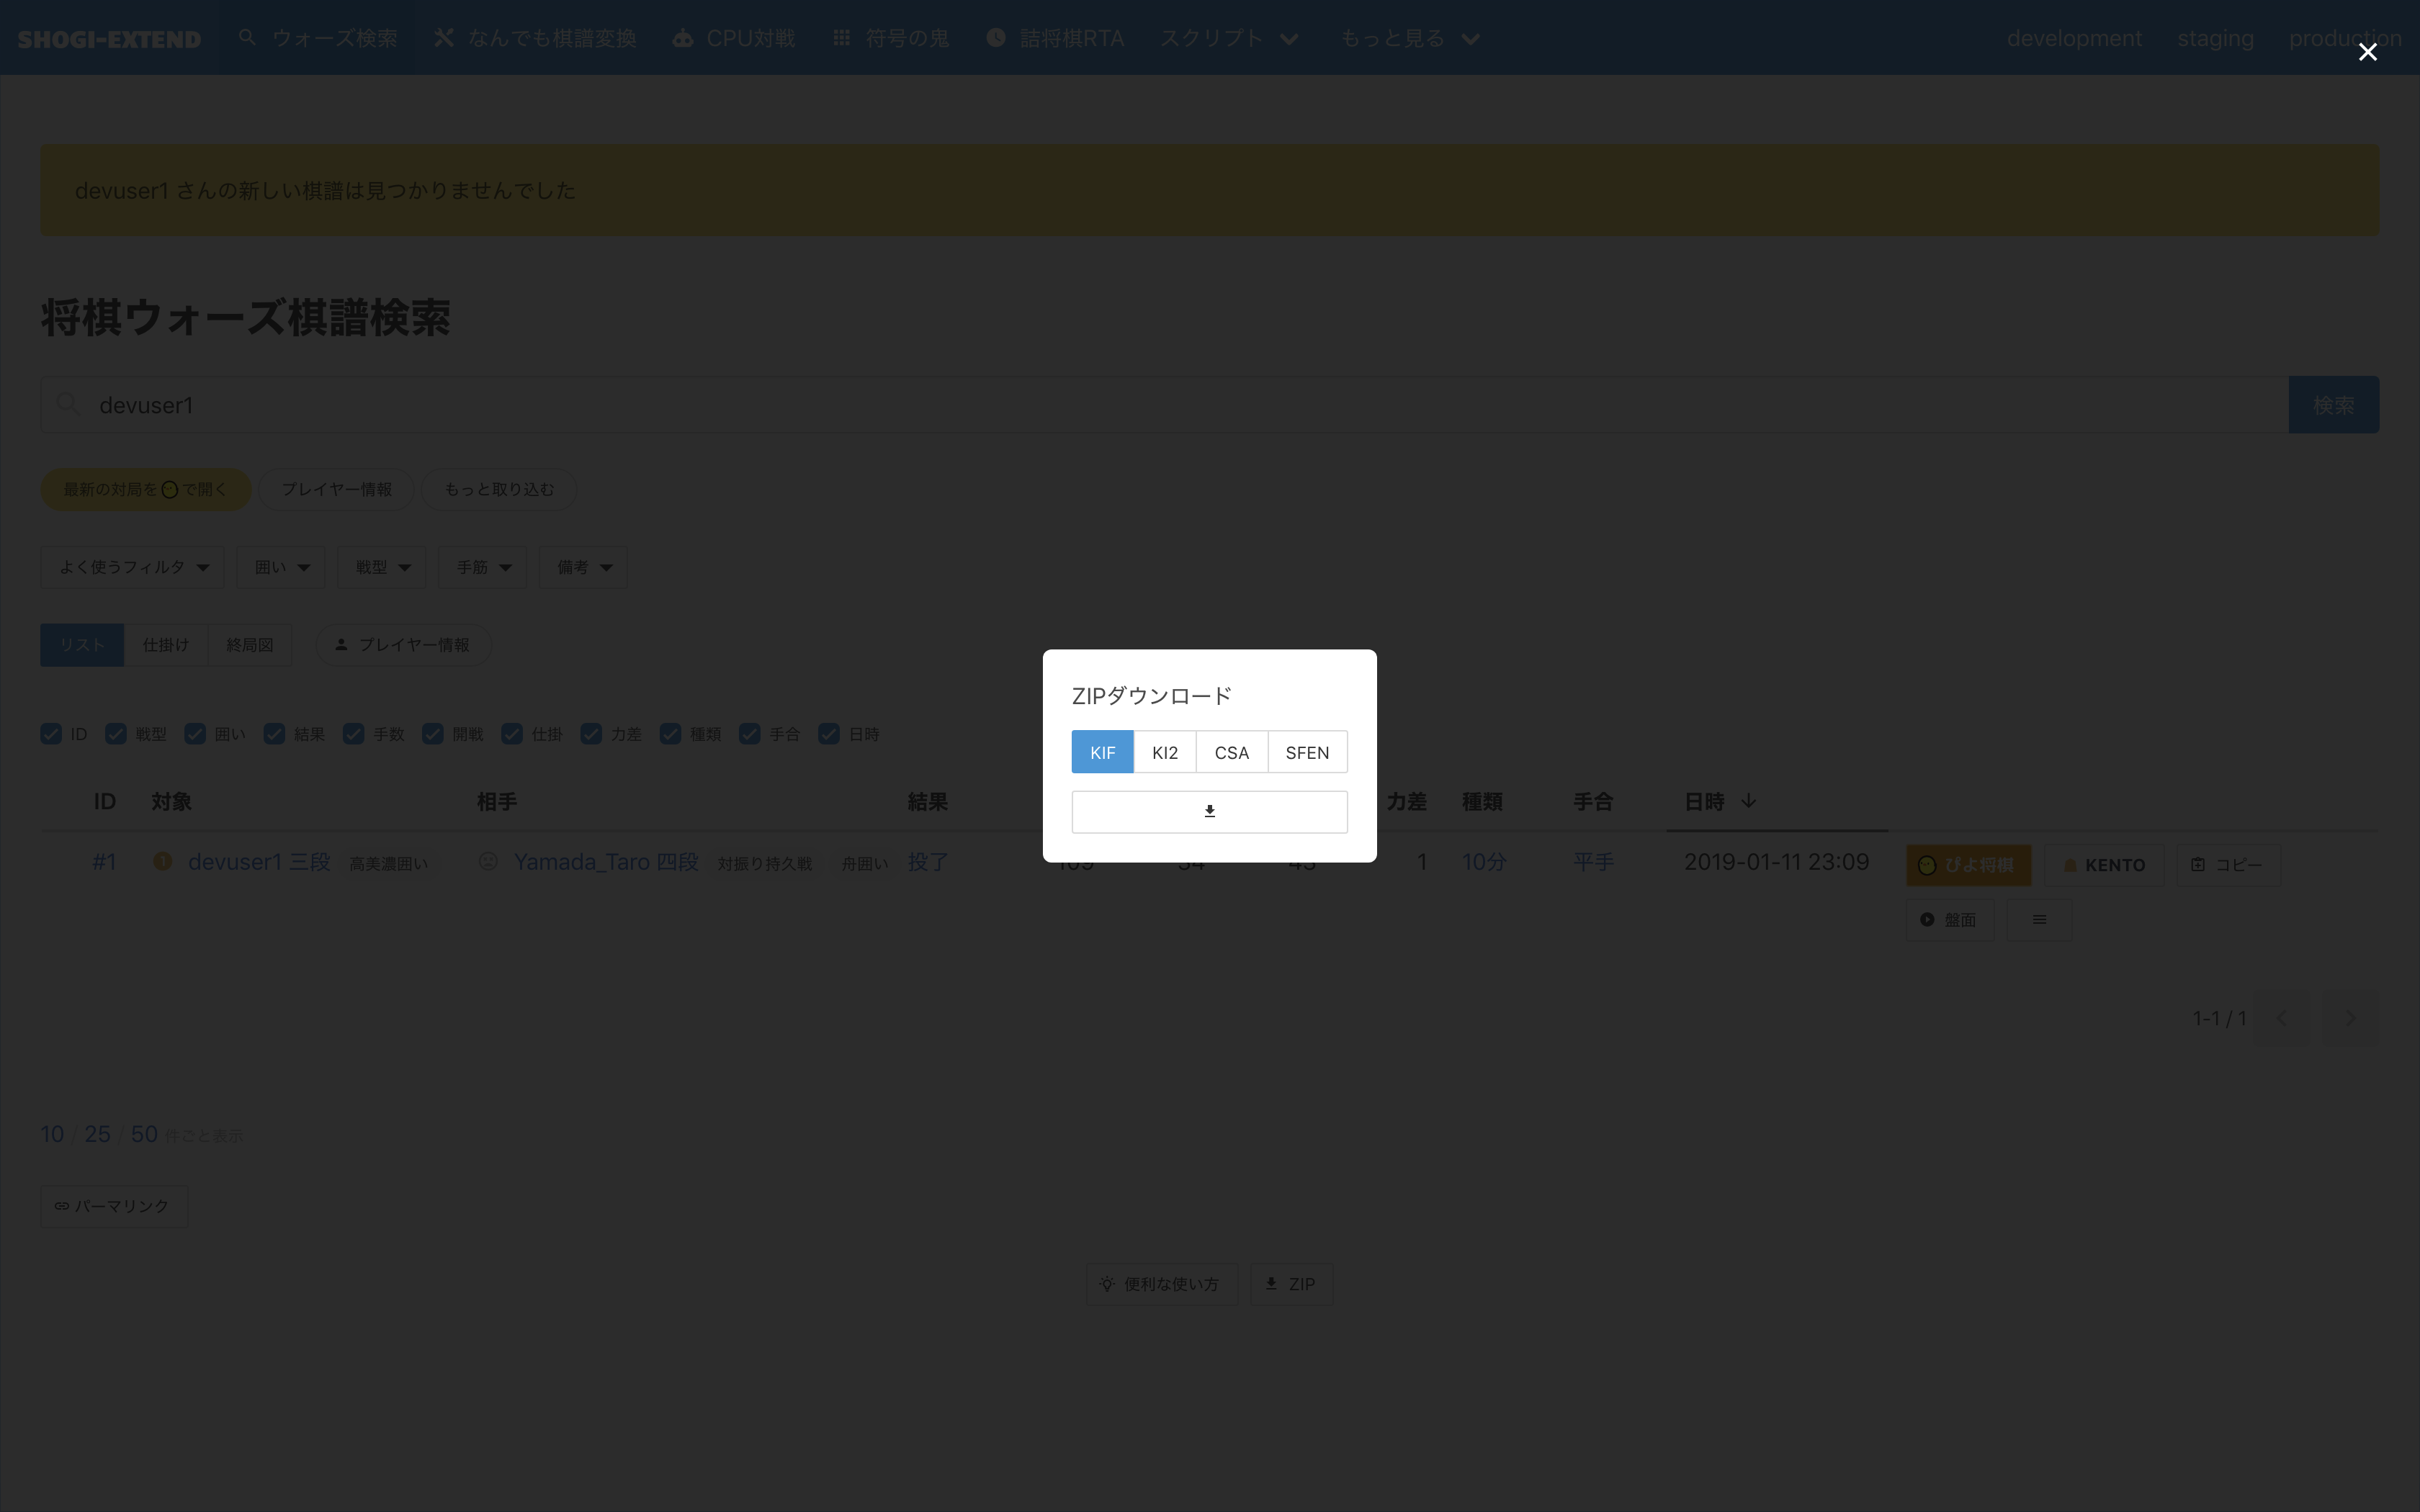 SHOGI-EXTEND ウォーズ検索 なんでも棋譜変換 CPU対戦 符号の鬼 詰将棋RTA スクリプト もっと見る development staging production
devuser1 さんの新しい棋譜は見つかりませんでした
将棋ウォーズ棋譜検索
devuser1 検索
最新の対局を で開く プレイヤー情報 もっと取り込む
よく使うフィルタ 囲い 戦型 手筋 備考
リスト 仕掛け 終局図 プレイヤー情報
ZIPダウンロード
KIF KI2 CSA SFEN
ID 戦型 囲い 結果 手数 開戦 仕掛 力差 種類 手合 日時
ID 対象 相手 結果 力差 種類 手合 日時
#1 1 devuser1 三段 高美濃囲い Yamada_Taro 四段 対振り持久戦 舟囲い 投了 1 10分 平手 2019-01-11 23:09 ぴよ将棋 KENTO コピー
盤面
1-1 / 1
10 / 25 / 50 件ごと表示
パーマリンク
便利な使い方 ZIP